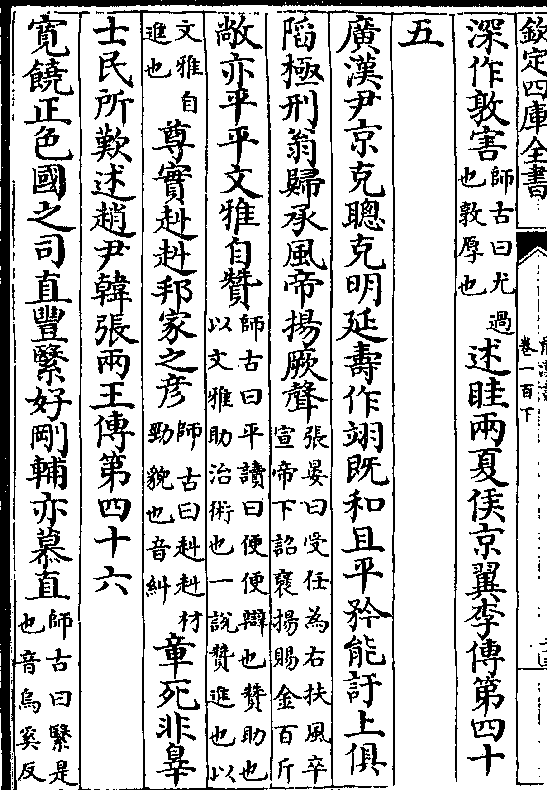 欽定四庫全書
卷一百下
深作敦害師古曰尤過也敦厚也述眭兩夏侯京翼李傳第四十
五
廣漢尹京克聰克明延壽作翊既和且平矜能訐上俱
陷極刑翁歸承風帝揚厥聲張晏曰受任為右扶風卒宣帝下詔襃揚賜金百斤
敞亦平平文雅自贊師古曰平讀曰便便辯也贊助也以文雅助治術也一說贊進也以
文雅自進也尊實赳赳邦家之彥師古曰赳赳材勁貌也音糾章死非辠
士民所歎述趙尹韓張兩王傳第四十六
寛饒正色國之司直豐繄好剛輔亦慕直師古曰繄是也音烏奚反